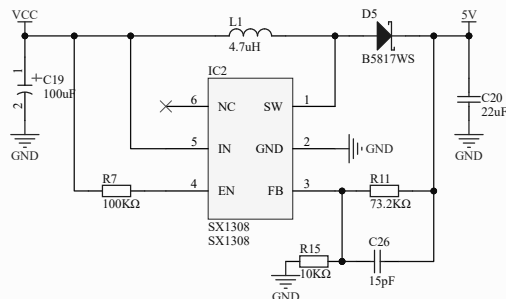 VCC
L1
4.7uH
D5
B5817WS
5V
1
2
C19
100uF
GND
IC2
6
NC
SW
1
5
IN
GND
2
GND
R7
100KΩ
4
EN
FB
3
SX1308
SX1308
R11
73.2KΩ
C20
22uF
GND
R15
10KΩ
C26
15pF
GND